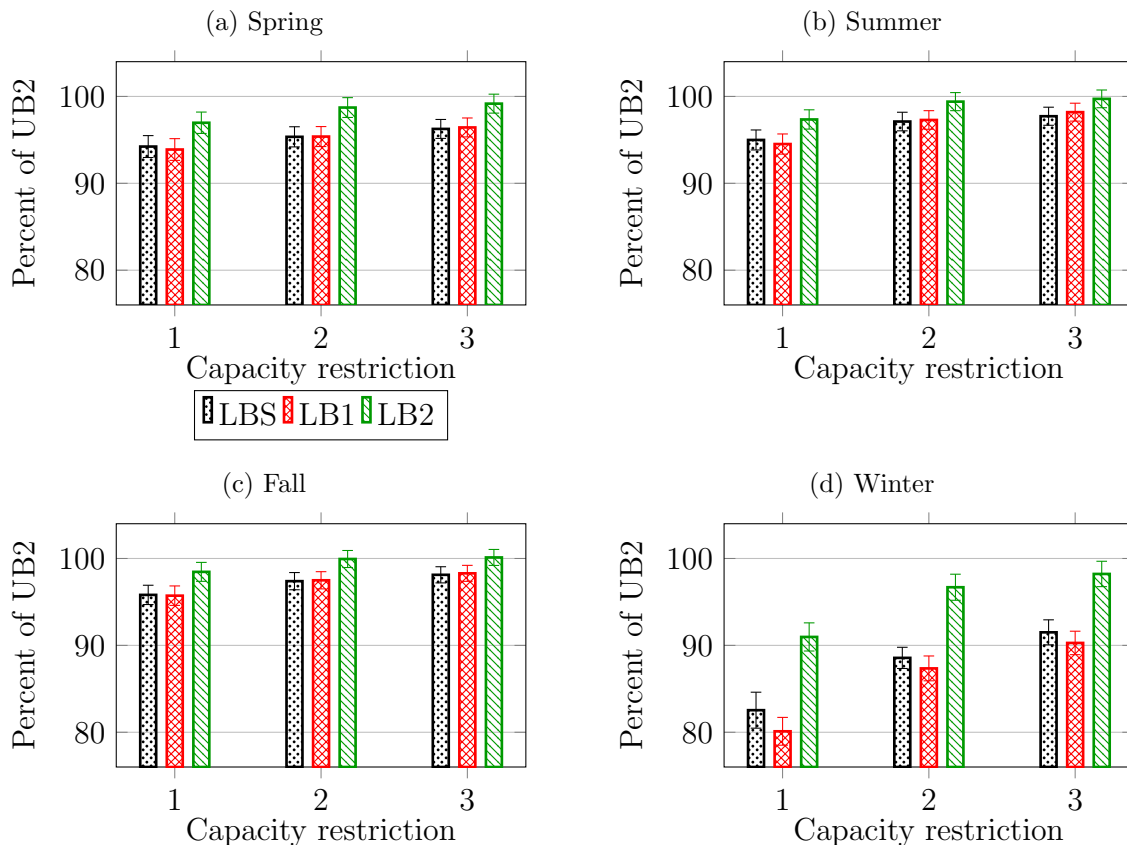 (a) Spring
Percent of UB2
100
90
80
1 2 3
Capacity restriction
LBS LB1 LB2
(b) Summer
Percent of UB2
100
90
80
1 2 3
Capacity restriction
(c) Fall
Percent of UB2
100
90
80
1 2 3
Capacity restriction
(d) Winter
Percent of UB2
100
90
80
1 2 3
Capacity restriction